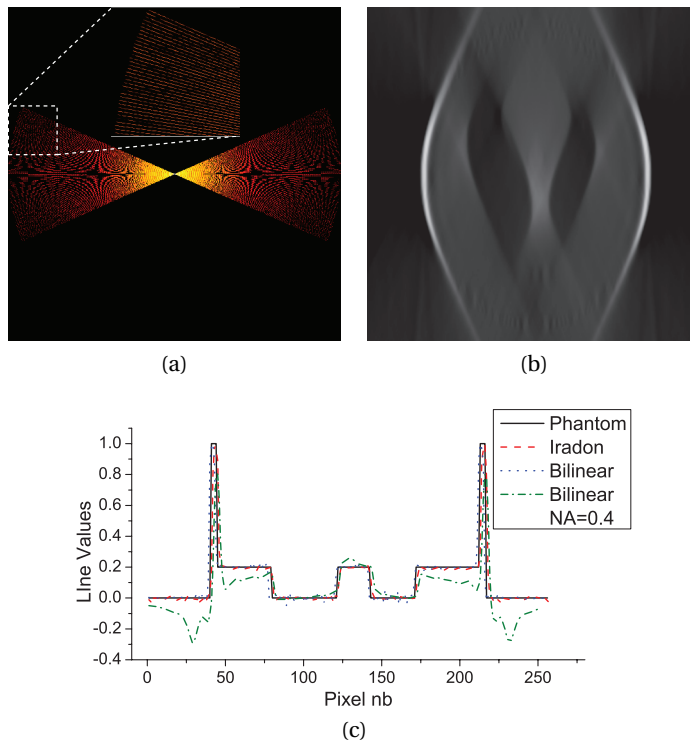 (a)
(b)
Phantom
Iradon
Bilinear
Bilinear
NA=0.4
LIne Values
1.0
0.8
0.6
0.4
0.2
0.0
-0.2
-0.4
0
50
100
150
200
250
Pixel nb
(c)